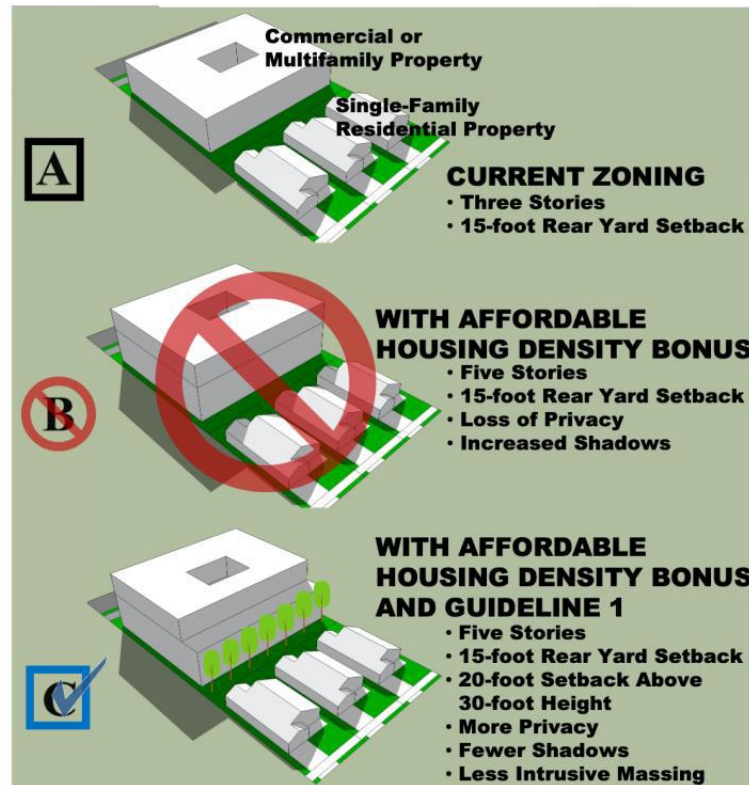 Commercial or
Multifamily Property
Single-Family
Residential Property
A
CURRENT ZONING
• Three Stories
• 15-foot Rear Yard Setback
WITH AFFORDABLE
HOUSING DENSITY BONUS
• Five Stories
• 15-foot Rear Yard Setback
• Loss of Privacy
• Increased Shadows
B
WITH AFFORDABLE
HOUSING DENSITY BONUS
AND GUIDELINE 1
• Five Stories
• 15-foot Rear Yard Setback
• 20-foot Setback Above
30-foot Height
• More Privacy
• Fewer Shadows
• Less Intrusive Massing
C